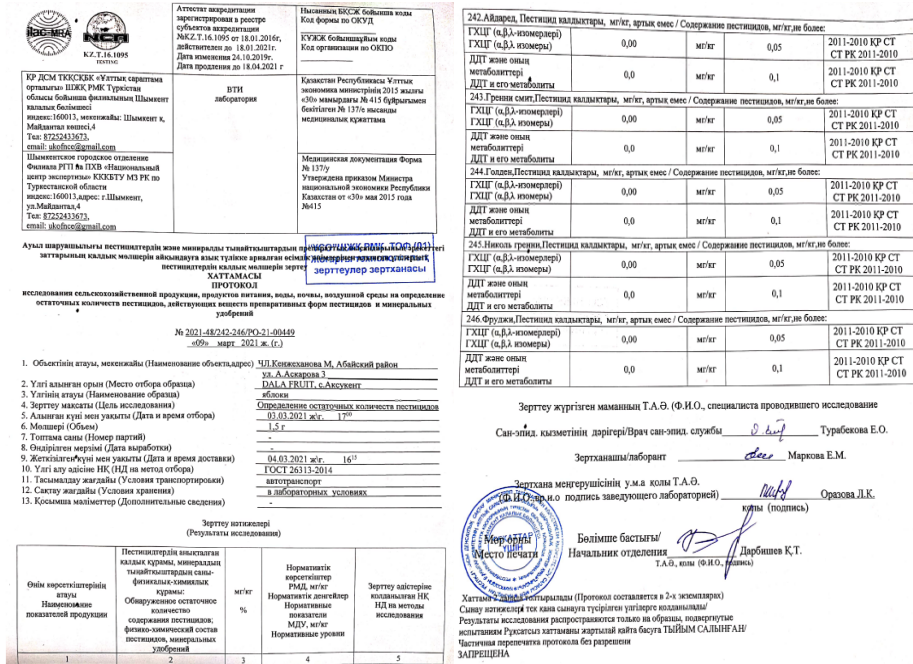 ilac-MRA
NCA
KZ.T.16.1095
TESTING
Аттестат аккредитации
зарегистрирован в реестре
субъектов аккредитации
№KZ.T.16.1095 от 18.01.2016г,
действителен до 18.01.2021г.
Дата изменения 24.10.2019г.
Дата продления до 18.04.2021 г
Нысанның БҚСЖ бойынша коды
Код формы по ОКУД
КҰЖЖ бойыншаұйым коды
Код организации по ОКПО
ҚР ДСМ ТКҚСҚБК «Ұлттық сараптама
орталығы» ШЖҚ РМК Түркістан
облысы бойынша филиалының Шымкент
қалалық бөлімшесі
индекс:160013, мекенжайы: Шымкент қ,
Майдантал көшесі,4
Тел: 87252433673,
email: ukofnce@gmail.com
ВТИ
лаборатория
Қазақстан Республикасы Ұлттық
экономика министрінің 2015 жылғы
«30» мамырдағы № 415 бұйрығымен
бекітілген № 137/е нысанды
медициналық құжаттама
Шымкентское городское отделение
Филиала РГП на ПХВ «Национальный
центр экспертизы» КККБТУ МЗ РК по
Туркестанской области
индекс:160013,адрес: г.Шымкент,
ул.Майдантал,4
Тел: 87252433673,
email: ukofnce@gmail.com
Медицинская документация Форма
№ 137/у
Утверждена приказом Министра
национальной экономики Республики
Казахстан от «30» мая 2015 года
№415
Ауыл шаруашылығы пестицидтердің және миниралды тыңайтқыштардың
заттарының қалдық мөлшерін айқындауға азық түлікке арналған өсімдік
пестицидтердің қалдық мөлшерін зерттеу
зерттеулер зертханасы
ХАТТАМАСЫ
ПРОТОКОЛ
исследования сельскохозяйственной продукции, продуктов питания, воды, почвы, воздушной среды на определение
остаточных количеств пестицидов, действующих веществ препаративных форм пестицидов и минеральных
удобрений
№ 2021-48/242-246/РО-21-00449
«09» март 2021 ж. (г.)
1. Объектінің атауы, мекенжайы (Наименование объекта,адрес) ЧЛ.Кенжеханова М, Абайский район
ул. А.Аскарова 3
2. Үлгі алынған орын (Место отбора образца) DALA FRUIT, с.Аксукент
3. Үлгінің атауы (Наименование образца) яблоки
4. Зерттеу мақсаты (Цель исследования) Определение остаточных количеств пестицидов
5. Алынған күні мен уақыты (Дата и время отбора) 03.03.2021 ж\г. 17⁰⁰
6. Мөлшері (Объем) 1,5 г
7. Топтама саны (Номер партий) -
8. Өндірілген мерзімі (Дата выработки) -
9. Жеткізілген күні мен уақыты (Дата и время доставки) 04.03.2021 ж\г. 16¹⁵
10. Үлгі алу әдісіне НҚ (НД на метод отбора) ГОСТ 26313-2014
11. Тасымалдау жағдайы (Условия транспортировки) автотранспорт
12. Сақтау жағдайы (Условия хранения) в лабораторных условиях
13. Қосымша мәліметтер (Дополнительные сведения) -
Зерттеу нәтижелері
(Результаты исследования)
Өнім көрсеткіштерінің
атауы
Наименование
показателей продукции
Пестицидтердің анықталған
қалдық құрамы, минералдық
тыңайтқыштардың сапы-
физикалық-химиялық
құрамы:
Обнаруженное остаточное
количество
содержания пестицидов;
физико-химический состав
пестицидов, минеральных
удобрений
мг/кг
%
Нормативтік
көрсеткіштер
РМД, мг/кг
Нормативтік деңгейлер
Нормативные
показатели
МДУ, мг/кг
Нормативные уровни
Зерттеу әдістеріне
қолданылған НҚ
НД на методы
исследования
1 2 3 4 5
242.Айдаред, Пестицид калдыктары, мг/кг, артык емес / Содержание пестицидов, мг/кг,не более:
ГХЦГ (α,β,λ-изомерлері)
ГХЦГ (α,β,λ изомеры) 0,00 мг/кг 0,05 2011-2010 ҚР СТ
СТ РК 2011-2010
ДДТ және оның
метаболиттері
ДДТ и его метаболиты 0,0 мг/кг 0,1 2011-2010 ҚР СТ
СТ РК 2011-2010
243.Гренни смит,Пестицид калдыктары, мг/кг, артык емес / Содержание пестицидов, мг/кг,не более:
ГХЦГ (α,β,λ-изомерлері)
ГХЦГ (α,β,λ изомеры) 0,00 мг/кг 0,05 2011-2010 ҚР СТ
СТ РК 2011-2010
ДДТ және оның
метаболиттері
ДДТ и его метаболиты 0,0 мг/кг 0,1 2011-2010 ҚР СТ
СТ РК 2011-2010
244.Голден,Пестицид калдыктары, мг/кг, артык емес / Содержание пестицидов, мг/кг,не более:
ГХЦГ (α,β,λ-изомерлері)
ГХЦГ (α,β,λ изомеры) 0,00 мг/кг 0,05 2011-2010 ҚР СТ
СТ РК 2011-2010
ДДТ және оның
метаболиттері
ДДТ и его метаболиты 0,0 мг/кг 0,1 2011-2010 ҚР СТ
СТ РК 2011-2010
245.Николь гренни,Пестицид калдыктары, мг/кг, артык емес / Содержание пестицидов, мг/кг,не более:
ГХЦГ (α,β,λ-изомерлері)
ГХЦГ (α,β,λ изомеры) 0,00 мг/кг 0,05 2011-2010 ҚР СТ
СТ РК 2011-2010
ДДТ және оның
метаболиттері
ДДТ и его метаболиты 0,0 мг/кг 0,1 2011-2010 ҚР СТ
СТ РК 2011-2010
246.Фруджи,Пестицид калдыктары, мг/кг, артык емес / Содержание пестицидов, мг/кг,не более:
ГХЦГ (α,β,λ-изомерлері)
ГХЦГ (α,β,λ изомеры) 0,00 мг/кг 0,05 2011-2010 ҚР СТ
СТ РК 2011-2010
ДДТ және оның
метаболиттері
ДДТ и его метаболиты 0,0 мг/кг 0,1 2011-2010 ҚР СТ
СТ РК 2011-2010
Зерттеу жүргізген маманның Т.А.Ә. (Ф.И.О., специалиста проводившего исследование
Сан-эпид. қызметінің дәрігері/Врач сан-эпид. службы Турабекова Е.О.
Зертханашы/лаборант Маркова Е.М.
Зертхана меңгерушісінің у.м.а қолы Т.А.Ә.
(Ф.И.О. вр.и.о подпись заведующего лабораторией) Оразова Л.К.
қолы (подпись)
Мөр орны
Место печати
ҚҰЖАТТАР ҮШІН
Бөлімше бастығы/
Начальник отделения Дарбишев Қ.Т.
Т.А.Ә., қолы (Ф.И.О., подпись)
Хаттама 2 данада толтырылады (Протокол составляется в 2-х экземплярах)
Сынау нәтижелері тек қана сынауға түсірілген үлгілерге қолданылады/
Результаты исследования распространяются только на образцы, подвергнутые
испытаниям Рұқсатсыз хаттаманы жартылай қайта басуға ТЫЙЫМ САЛЫНҒАН/
Частичная перепечатка протокола без разрешени
ЗАПРЕЩЕНА